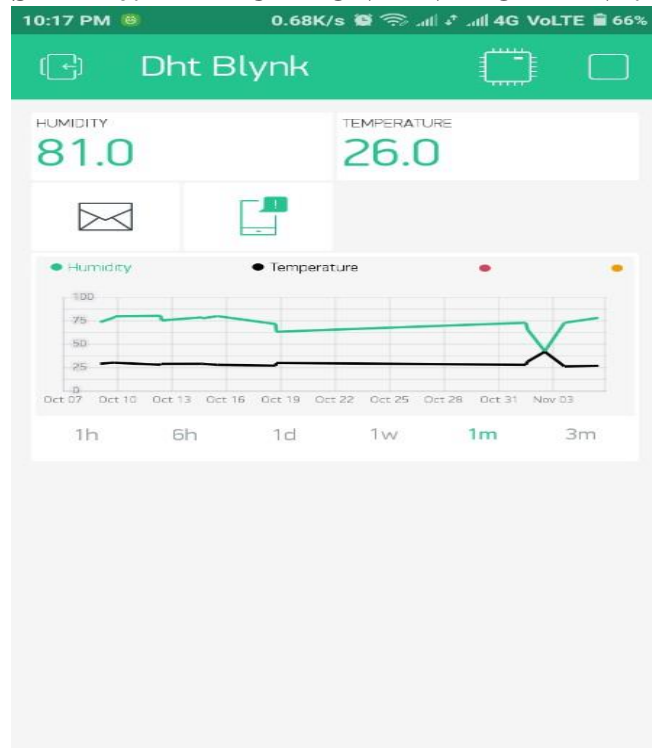 10:17 PM 0.68K/s 4G VoLTE 66%
Dht Blynk
HUMIDITY TEMPERATURE
81.0 26.0
!
Humidity Temperature
100
75
50
25
0
Oct 07 Oct 10 Oct 13 Oct 16 Oct 19 Oct 22 Oct 25 Oct 28 Oct 31 Nov 03
1h 6h 1d 1w 1m 3m